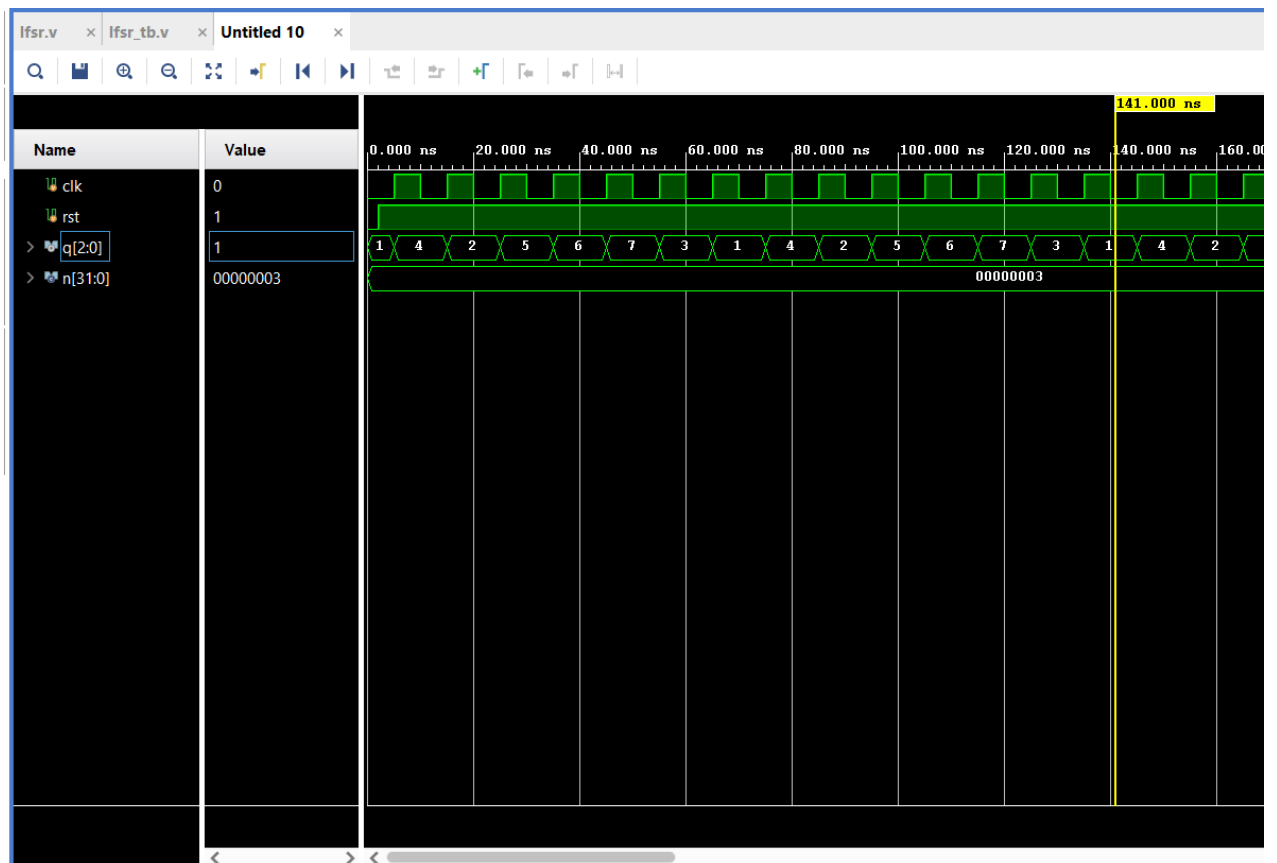 lfsr.v × lfsr_tb.v × Untitled 10 ×
141.000 ns
Name Value 0.000 ns 20.000 ns 40.000 ns 60.000 ns 80.000 ns 100.000 ns 120.000 ns 140.000 ns 160.00
clk 0
rst 1
q[2:0] 1 1 4 2 5 6 7 3 1 4 2 5 6 7 3 1 4 2
n[31:0] 00000003 00000003